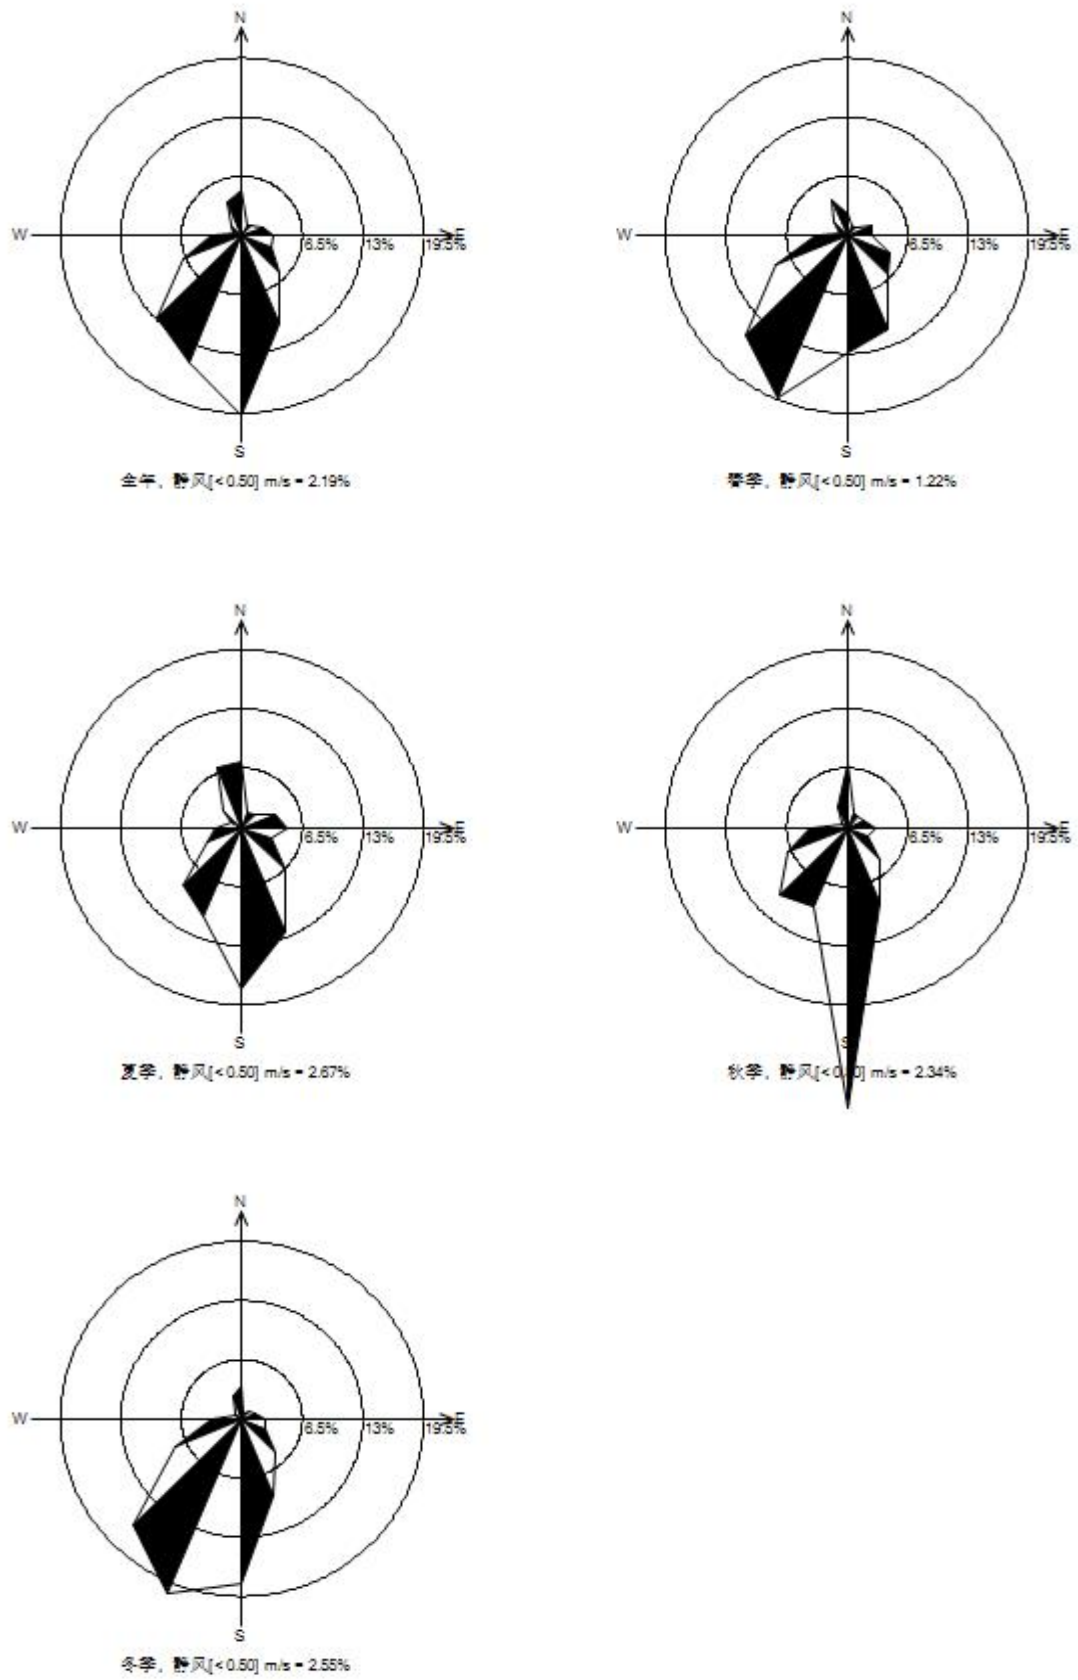 N
N
W
6.5%
13%
19.5%
E
W
6.5%
13%
19.5%
E
S
S
全年，静风[<0.50] m/s = 2.19%
春季，静风[<0.50] m/s = 1.22%
N
N
W
6.5%
13%
19.5%
E
W
6.5%
13%
19.5%
E
S
S
夏季，静风[<0.50] m/s = 2.67%
秋季，静风[<0.50] m/s = 2.34%
N
W
6.5%
13%
19.5%
E
S
冬季，静风[<0.50] m/s = 2.55%